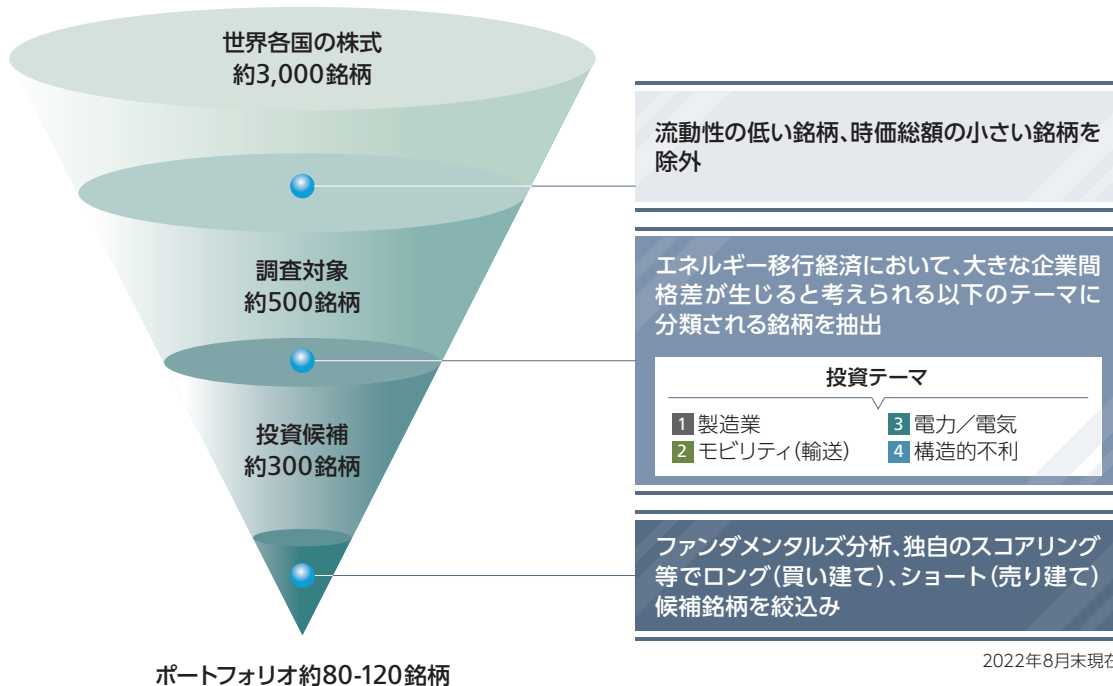 世界各国の株式
約3,000銘柄
流動性の低い銘柄、時価総額の小さい銘柄を
除外
調査対象
約500銘柄
エネルギー移行経済において、大きな企業間
格差が生じると考えられる以下のテーマに
分類される銘柄を抽出
投資テーマ
1 製造業
3 電力／電気
2 モビリティ(輸送)
4 構造的不利
投資候補
約300銘柄
ファンダメンタルズ分析、独自のスコアリング
等でロング(買い建て)、ショート(売り建て)
候補銘柄を絞込み
ポートフォリオ約80-120銘柄
2022年8月末現在